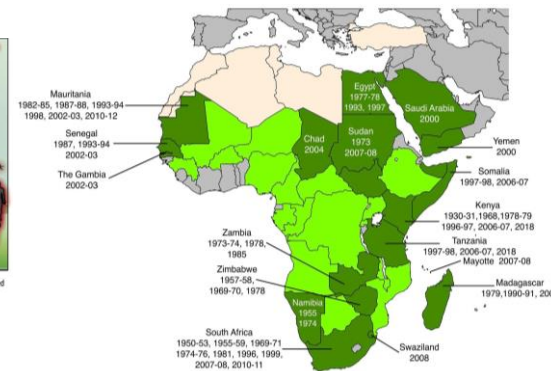 Mauritania
1982-85, 1987-88, 1993-94
1998, 2002-03, 2010-12
Senegal
1987, 1993-94
2002-03
The Gambia
2002-03
Egypt
1977-78
1993, 1997
Saudi Arabia
2000
Chad
2004
Sudan
1973
2007-08
Yemen
2000
Somalia
1997-98, 2006-07
Kenya
1930-31,1968,1978-79
1996-97, 2006-07, 2018
Tanzania
1997-98, 2006-07, 2018
Mayotte 2007-08
Zambia
1973-74, 1978,
1985
Zimbabwe
1957-58,
1969-70, 1978
Madagascar
1979,1990-91,
Namibia
1955
1974
South Africa
1950-53, 1955-59, 1969-71
1974-76, 1981, 1996, 1999,
2007-08, 2010-11
Swaziland
2008